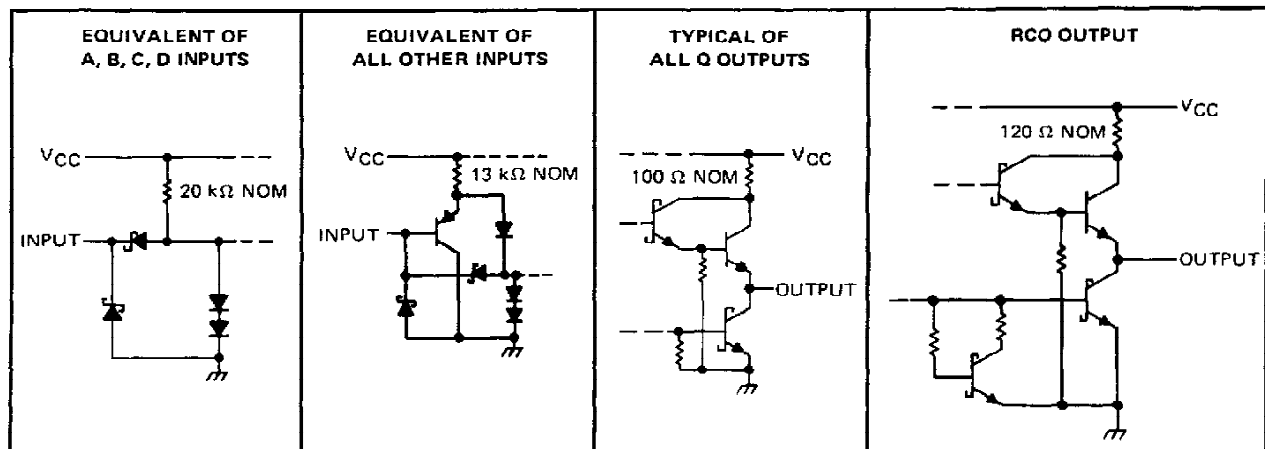 EQUIVALENT OF
A, B, C, D INPUTS
VCC
20 kΩ NOM
INPUT
EQUIVALENT OF
ALL OTHER INPUTS
VCC
13 kΩ NOM
INPUT
TYPICAL OF
ALL Q OUTPUTS
VCC
100 Ω NOM
OUTPUT
RCO OUTPUT
VCC
120 Ω NOM
OUTPUT